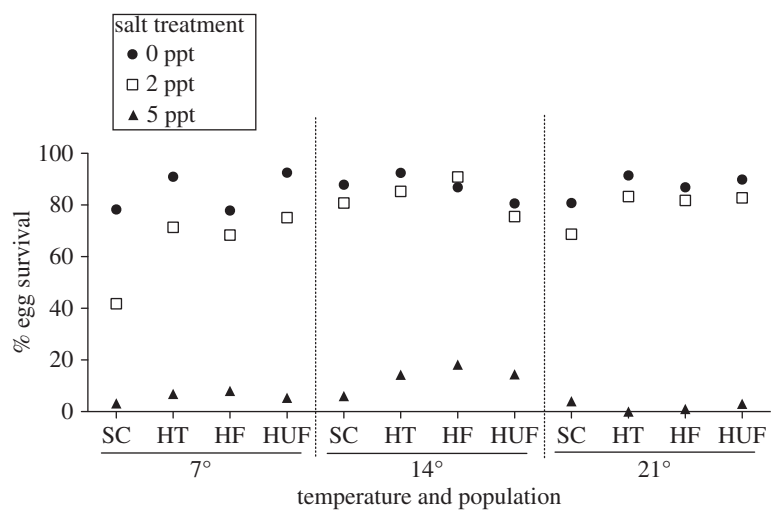 salt treatment
0 ppt
2 ppt
5 ppt
100
80
60
40
20
0
% egg survival
SC HT HF HUF SC HT HF HUF SC HT HF HUF
7° 14° 21°
temperature and population